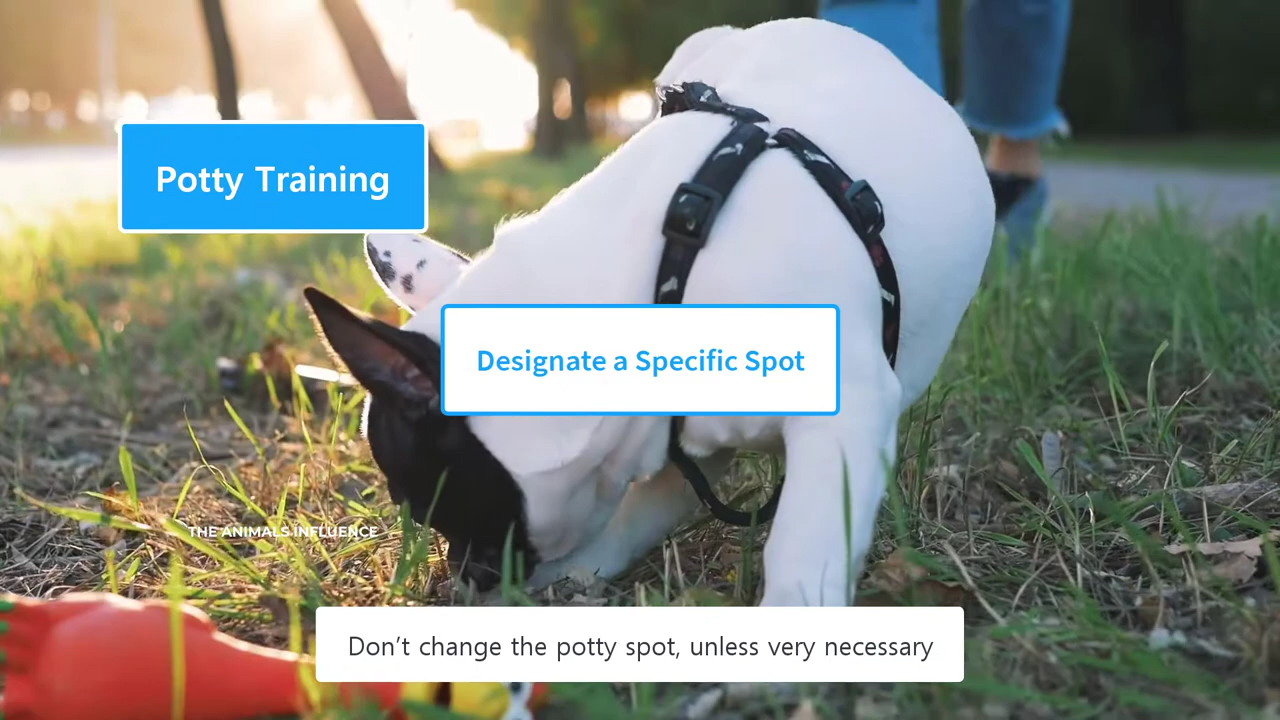 Potty Training
Designate a Specific Spot
THE ANIMALS INFLUENCE
Don't change the potty spot, unless very necessary